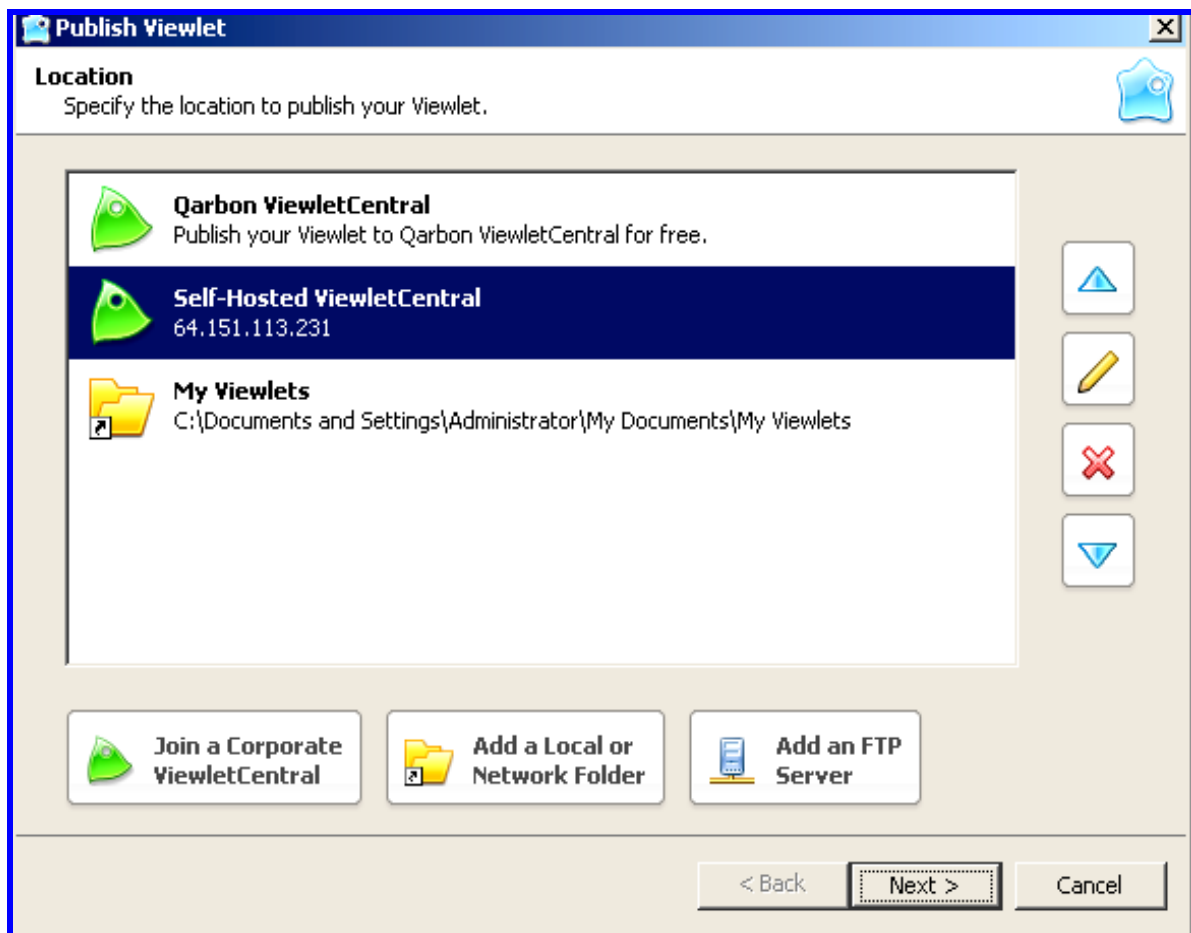 Publish Viewlet
Location
Specify the location to publish your Viewlet.
Qarbon ViewletCentral
Publish your Viewlet to Qarbon ViewletCentral for free.
Self-Hosted ViewletCentral
64.151.113.231
My Viewlets
C:\Documents and Settings\Administrator\My Documents\My Viewlets
Join a Corporate
ViewletCentral
Add a Local or
Network Folder
Add an FTP
Server
< Back
Next >
Cancel